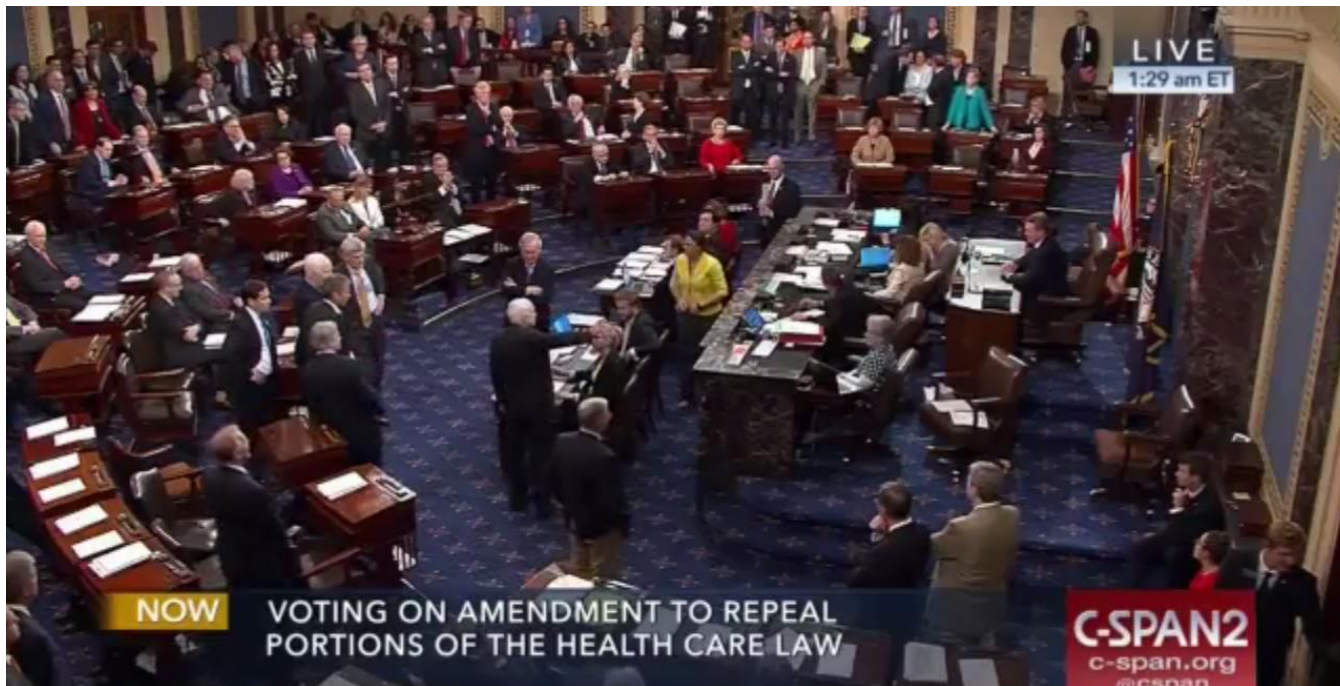 LIVE
1:29 am ET
NOW
VOTING ON AMENDMENT TO REPEAL
PORTIONS OF THE HEALTH CARE LAW
C-SPAN2
c-span.org
@cspan